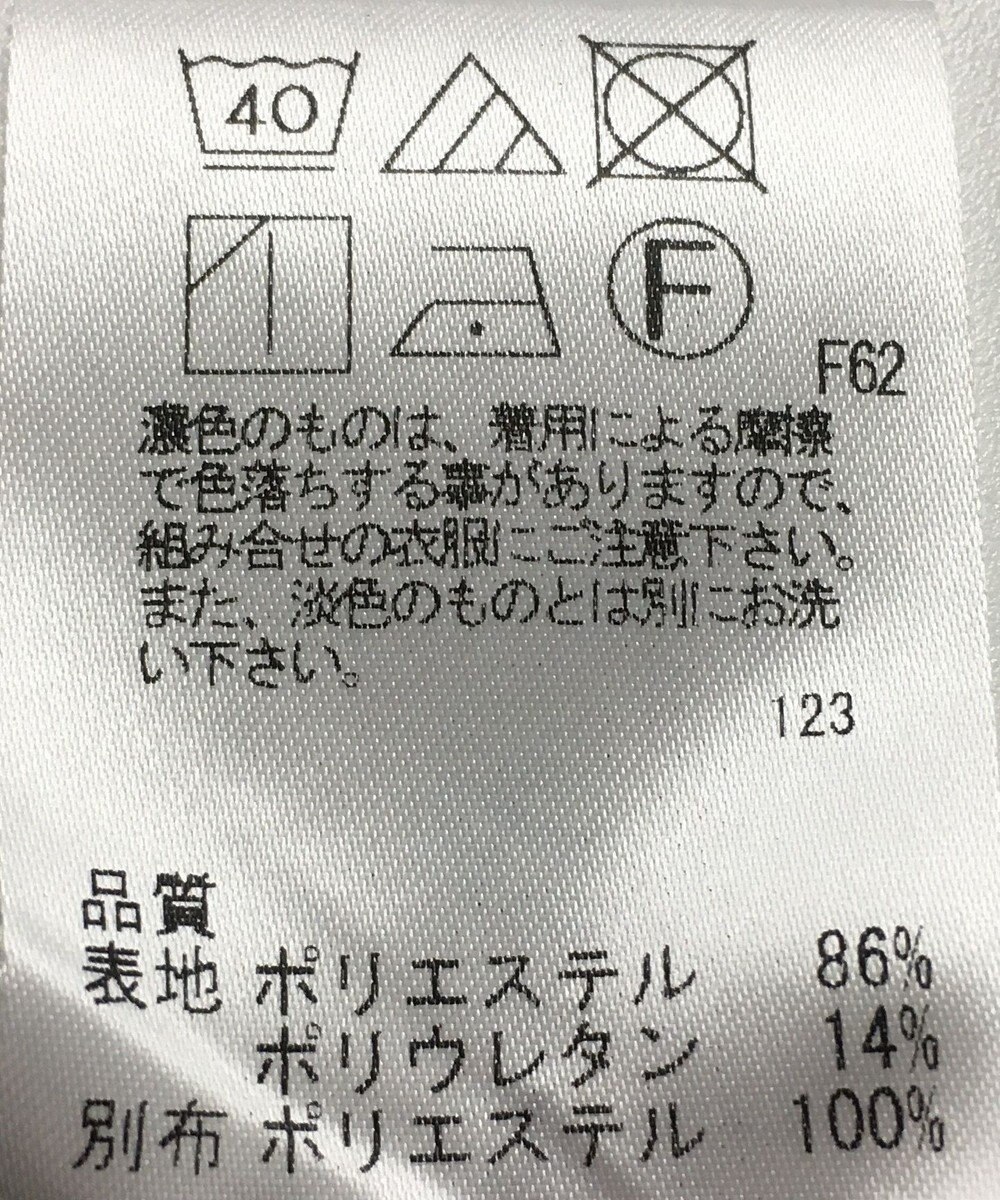 40
F
F62
濃色のものは、着用による摩擦
で色落ちする事がありますので、
組み合せの衣服にご注意下さい。
また、淡色のものとは別にお洗
い下さい。
123
品質
表地 ポリエステル 86%
ポリウレタン 14%
別布 ポリエステル 100%